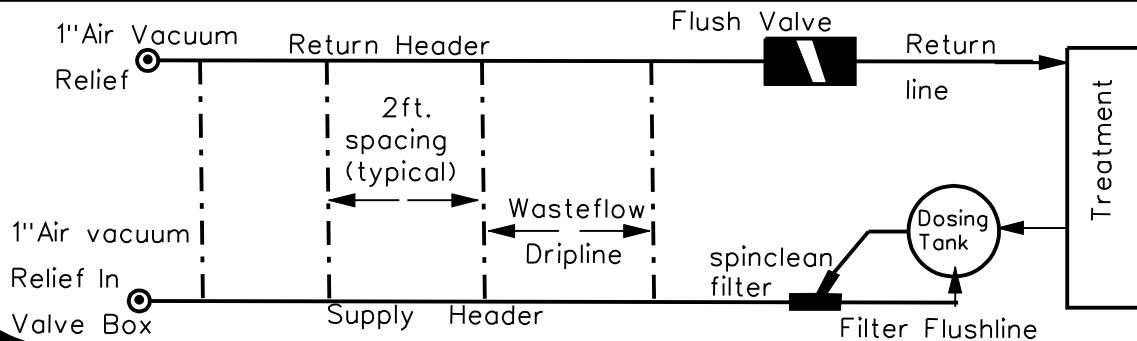 1"Air Vacuum
Relief
Return Header
Flush Valve
Return
line
2ft.
spacing
(typical)
Treatment
1"Air vacuum
Relief In
Valve Box
Wasteflow
Dripline
Dosing
Tank
spinclean
filter
Supply Header
Filter Flushline